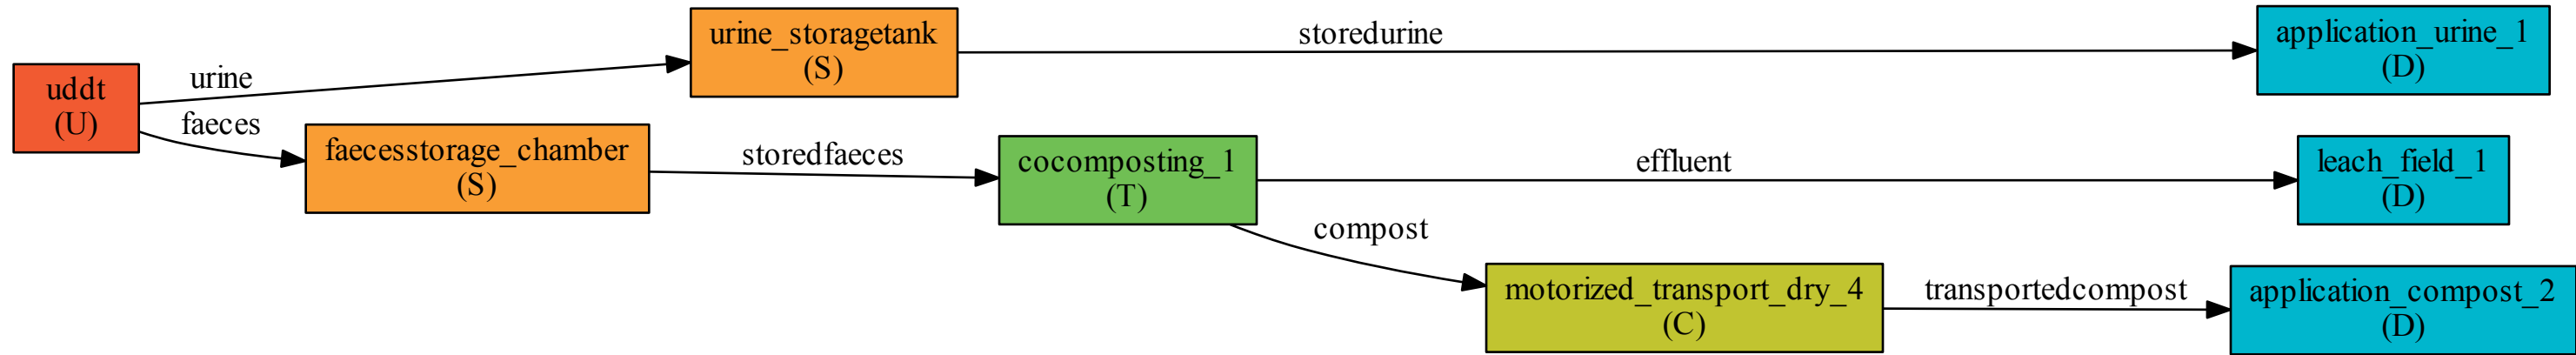 uddt
(U)
urine
faeces
urine_storagetank
(S)
storedurine
application_urine_1
(D)
faecesstorage_chamber
(S)
storedfaeces
cocomposting_1
(T)
effluent
leach_field_1
(D)
compost
motorized_transport_dry_4
(C)
transportedcompost
application_compost_2
(D)